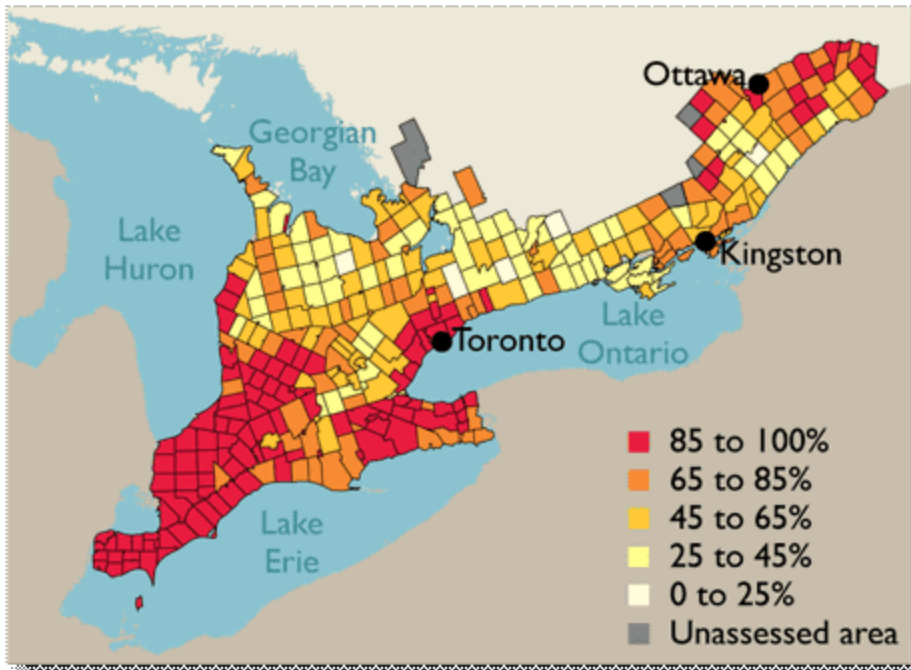 Ottawa
Georgian
Bay
Lake
Huron
Kingston
Toronto
Lake
Ontario
Lake
Erie
85 to 100%
65 to 85%
45 to 65%
25 to 45%
0 to 25%
Unassessed area